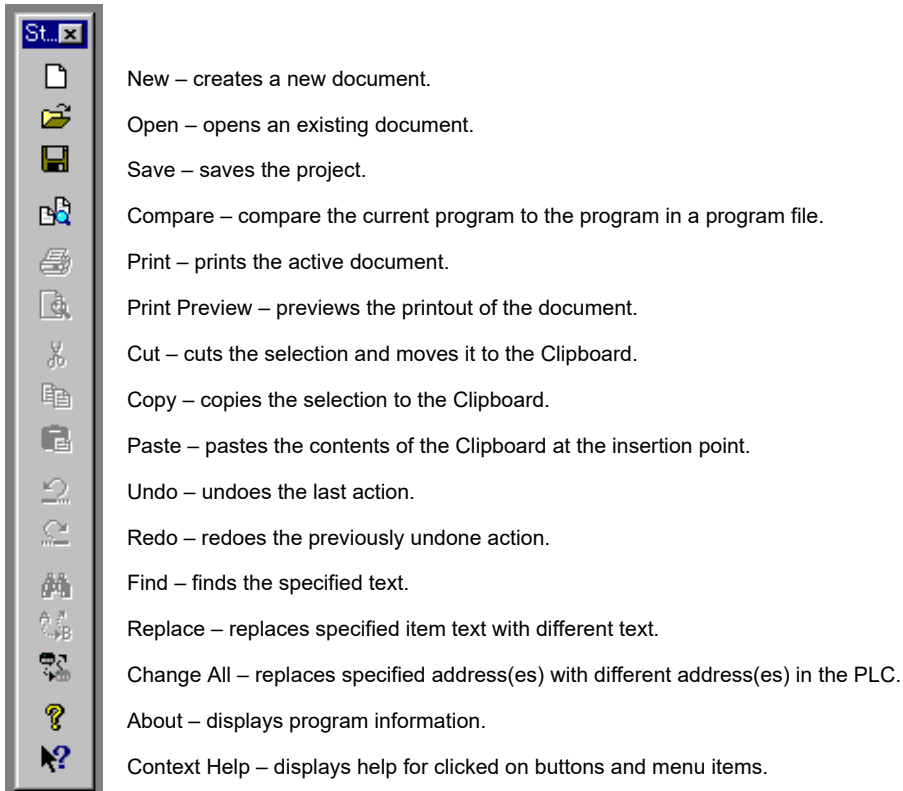 St...
New – creates a new document.
Open – opens an existing document.
Save – saves the project.
Compare – compare the current program to the program in a program file.
Print – prints the active document.
Print Preview – previews the printout of the document.
Cut – cuts the selection and moves it to the Clipboard.
Copy – copies the selection to the Clipboard.
Paste – pastes the contents of the Clipboard at the insertion point.
Undo – undoes the last action.
Redo – redoes the previously undone action.
Find – finds the specified text.
Replace – replaces specified item text with different text.
Change All – replaces specified address(es) with different address(es) in the PLC.
About – displays program information.
Context Help – displays help for clicked on buttons and menu items.